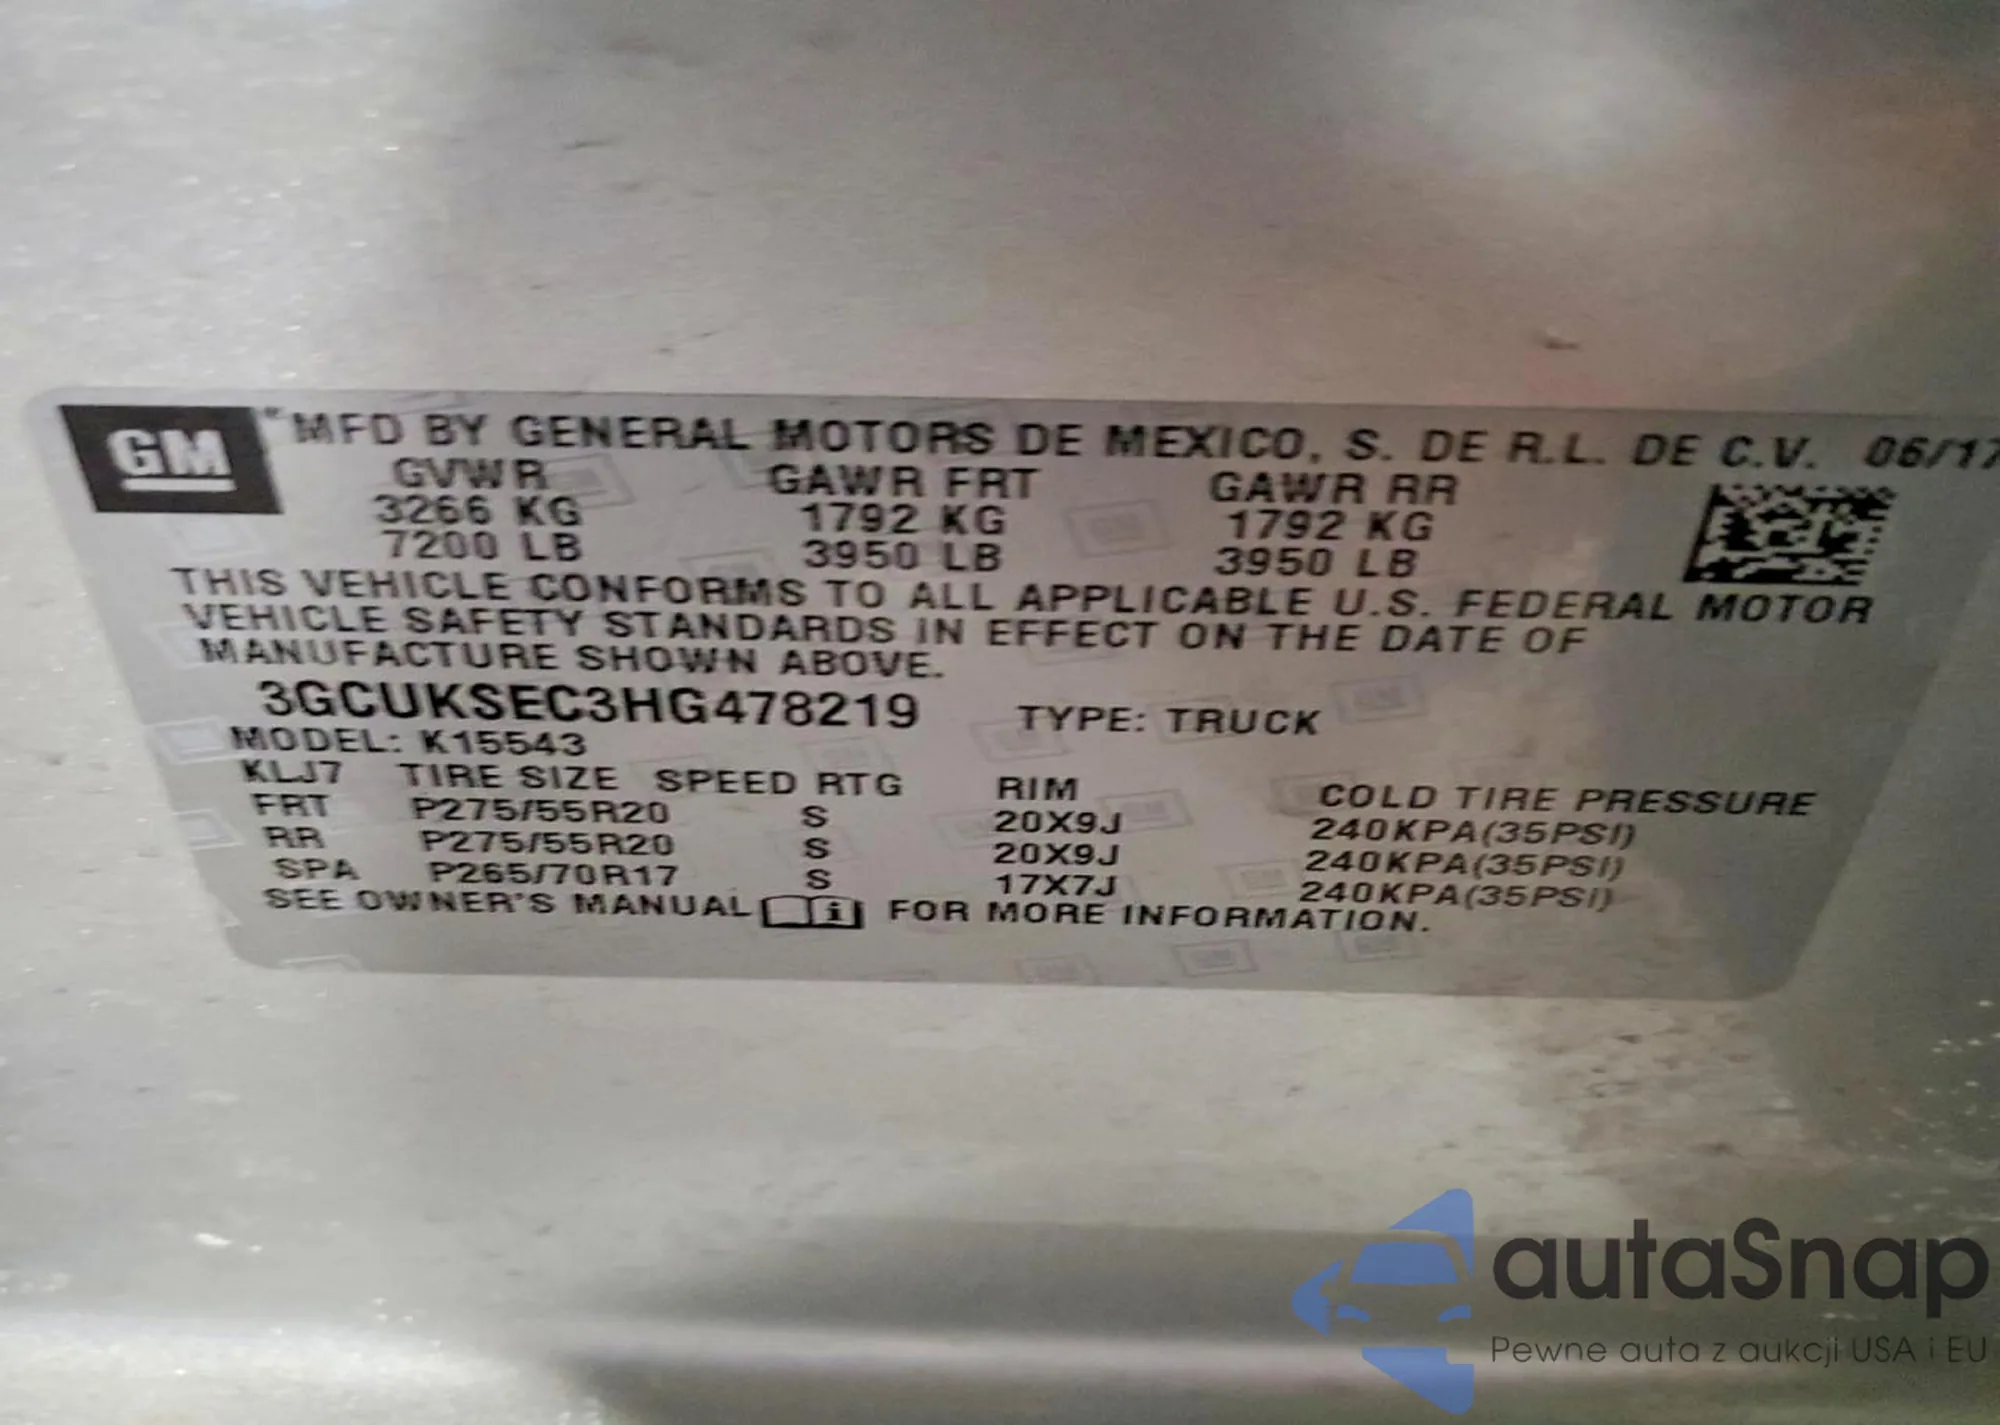 GM
MFD BY GENERAL MOTORS DE MEXICO, S. DE R.L. DE C.V. 06/17
GVWR GAWR FRT GAWR RR
3266 KG 1792 KG 1792 KG
7200 LB 3950 LB 3950 LB
THIS VEHICLE CONFORMS TO ALL APPLICABLE U.S. FEDERAL MOTOR
VEHICLE SAFETY STANDARDS IN EFFECT ON THE DATE OF
MANUFACTURE SHOWN ABOVE.
3GCUKSEC3HG478219 TYPE: TRUCK
MODEL: K15543
KLJ7 TIRE SIZE SPEED RTG RIM COLD TIRE PRESSURE
FRT P275/55R20 S 20X9J 240KPA(35PSI)
RR P275/55R20 S 20X9J 240KPA(35PSI)
SPA P265/70R17 S 17X7J 240KPA(35PSI)
SEE OWNER'S MANUAL i FOR MORE INFORMATION.
autaSnap
Pewne auta z aukcji USA i EU